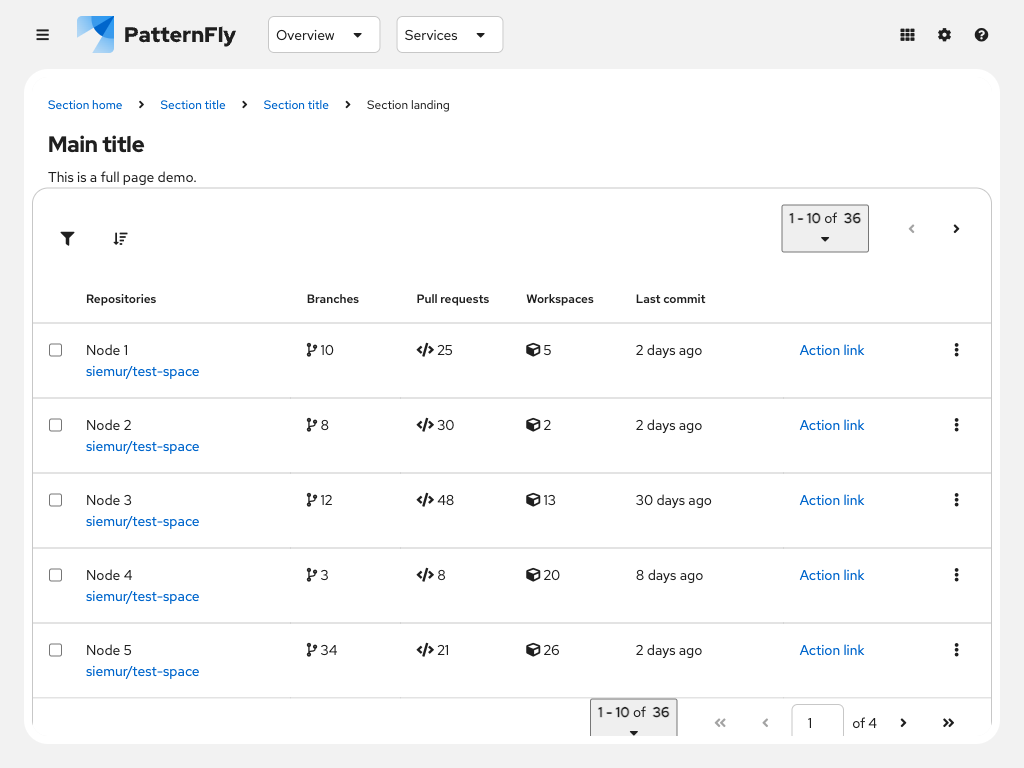 PatternFly Overview Services
Section home Section title Section title Section landing
Main title
This is a full page demo.
1 - 10 of 36
Repositories Branches Pull requests Workspaces Last commit
Node 1 10 25 5 2 days ago Action link
siemur/test-space
Node 2 8 30 2 2 days ago Action link
siemur/test-space
Node 3 12 48 13 30 days ago Action link
siemur/test-space
Node 4 3 8 20 8 days ago Action link
siemur/test-space
Node 5 34 21 26 2 days ago Action link
siemur/test-space
1 - 10 of 36 1 of 4